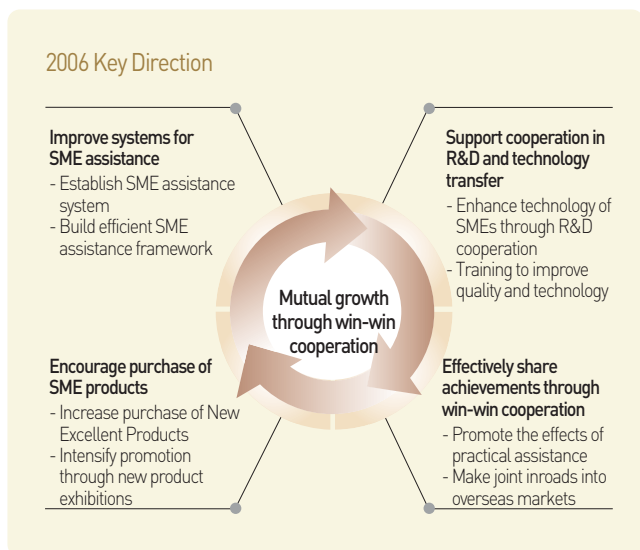 2006 Key Direction
Improve systems for
SME assistance
- Establish SME assistance
system
- Build efficient SME
assistance framework
Support cooperation in
R&D and technology
transfer
- Enhance technology of
SMEs through R&D
cooperation
- Training to improve
quality and technology
Mutual growth
through win-win
cooperation
Encourage purchase of
SME products
- Increase purchase of New
Excellent Products
- Intensify promotion
through new product
exhibitions
Effectively share
achievements through
win-win cooperation
- Promote the effects of
practical assistance
- Make joint inroads into
overseas markets